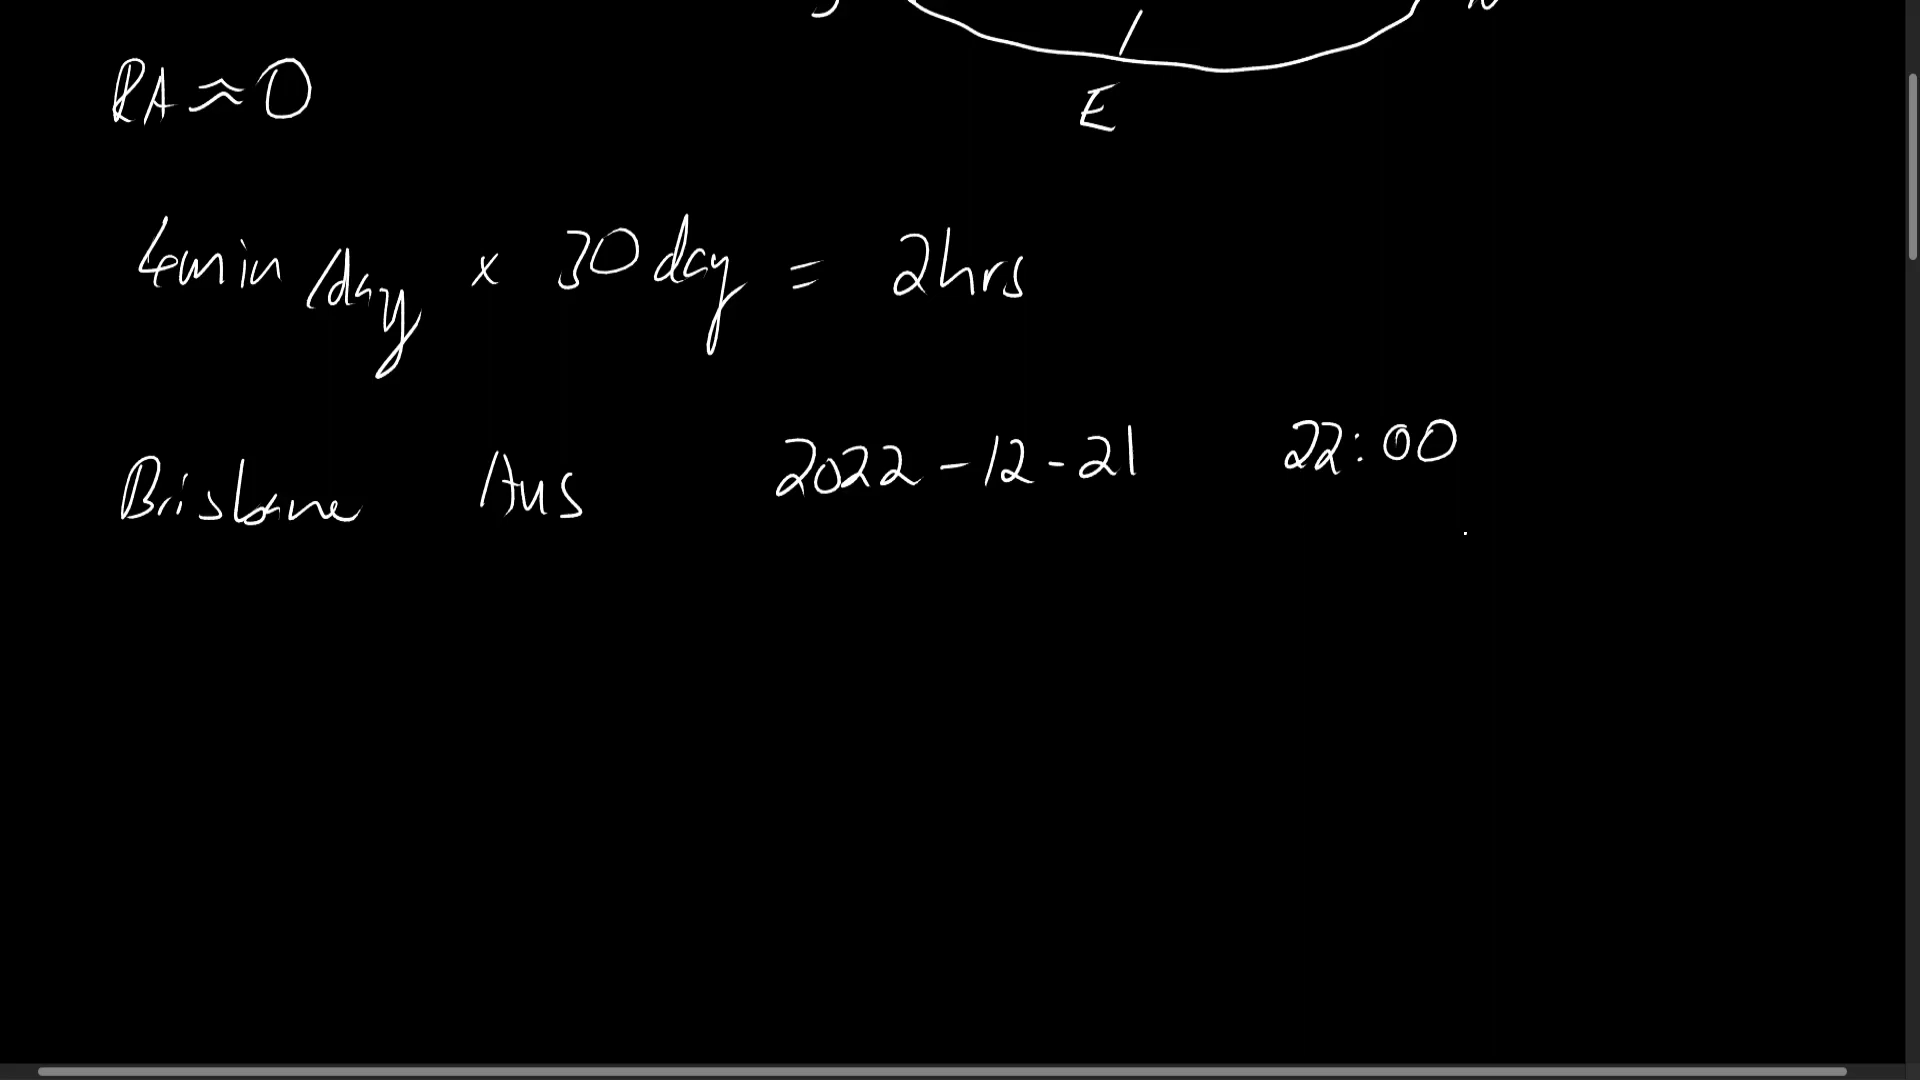 RA ≈ 0
E
4min/day × 30 day = 2hrs
Brisbane Aus 2022-12-21 22:00